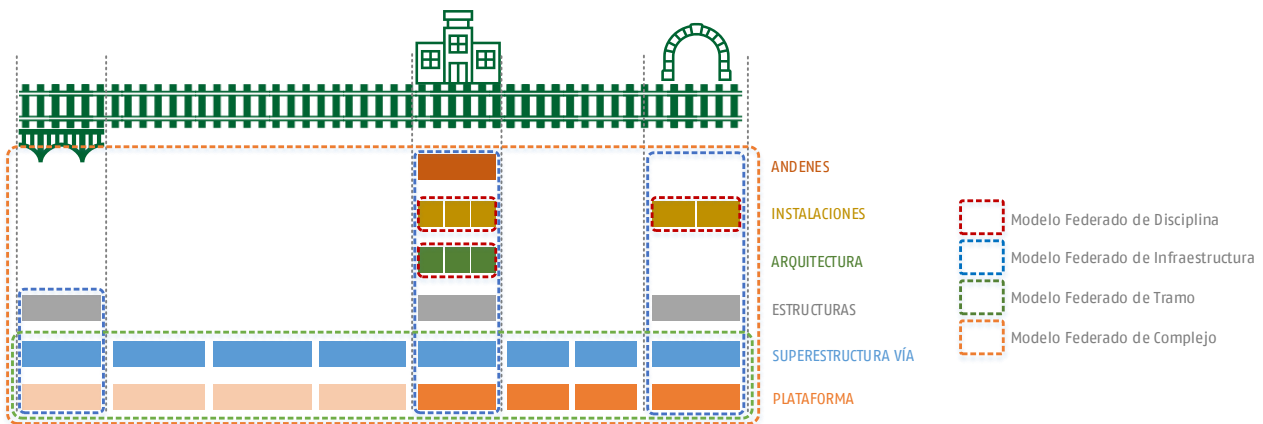 ANDENES
INSTALACIONES
ARQUITECTURA
ESTRUCTURAS
SUPERESTRUCTURA VÍA
PLATAFORMA
Modelo Federado de Disciplina
Modelo Federado de Infraestructura
Modelo Federado de Tramo
Modelo Federado de Complejo